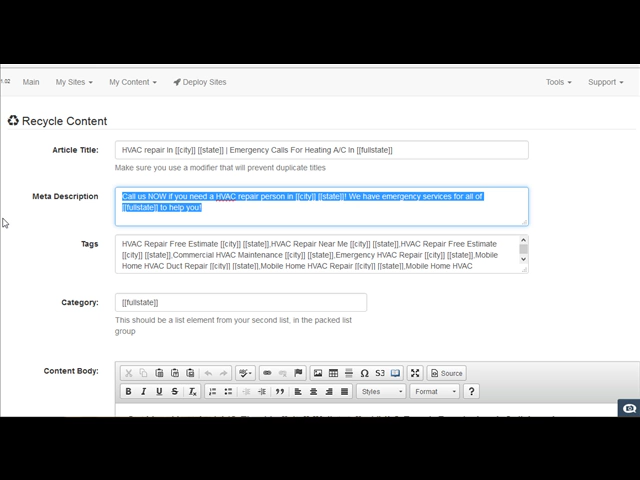 1.02
Main
My Sites
My Content
Deploy Sites
Tools
Support
Recycle Content
Article Title:
HVAC repair In [[city]] [[state]] | Emergency Calls For Heating A/C In [[fullstate]]
Make sure you use a modifier that will prevent duplicate titles
Meta Description
Call us NOW if you need a HVAC repair person in [[city]] [[state]]! We have emergency services for all of
[[fullstate]] to help you!
Tags
HVAC Repair Free Estimate [[city]] [[state]],HVAC Repair Near Me [[city]] [[state]],HVAC Repair Free Estimate
[[city]] [[state]],Commercial HVAC Maintenance [[city]] [[state]],Emergency HVAC Repair [[city]] [[state]],Mobile
Home HVAC Duct Repair [[city]] [[state]],Mobile Home HVAC Repair [[city]] [[state]],Mobile Home HVAC
Category:
[[fullstate]]
This should be a list element from your second list, in the packed list
group
Content Body:
ABC
Ω
S3
Source
B I U S Tx
Styles
Format
?